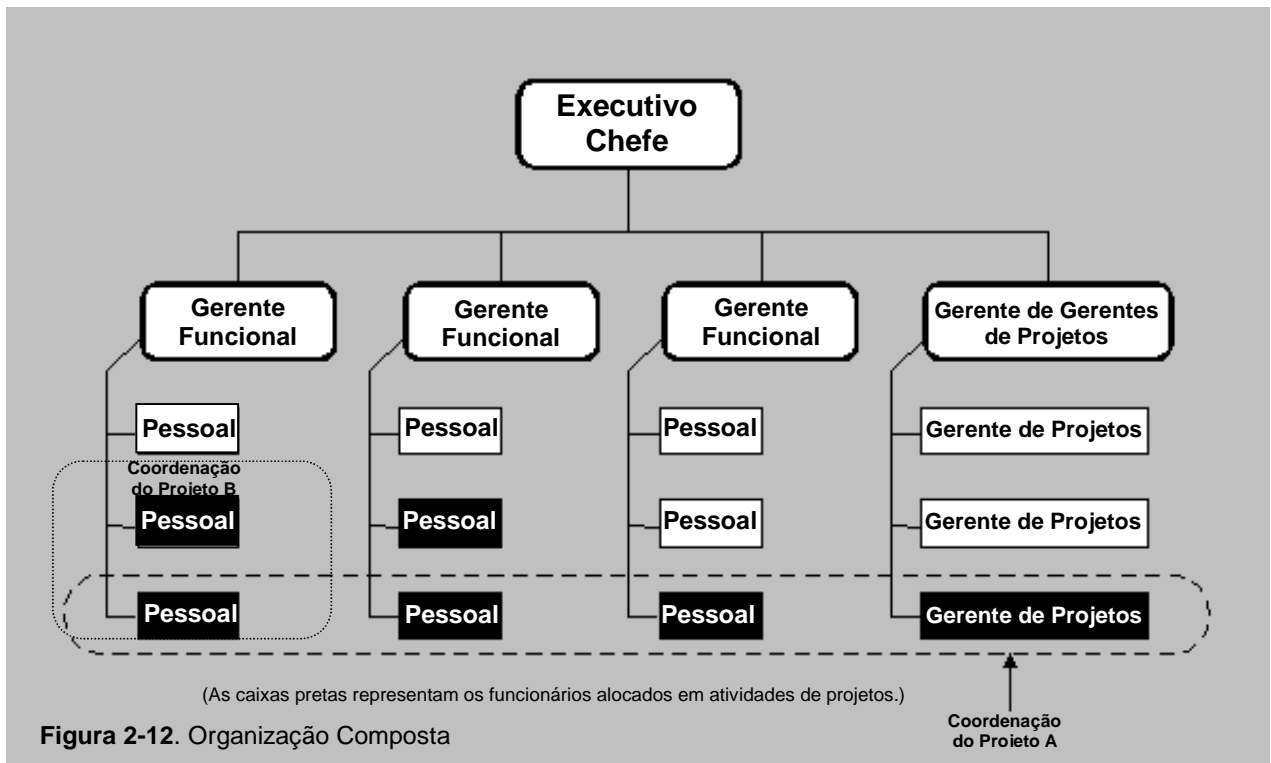 Executivo
Chefe
Gerente
Funcional
Gerente
Funcional
Gerente
Funcional
Gerente de Gerentes
de Projetos
Pessoal
Pessoal
Pessoal
Gerente de Projetos
Coordenação
do Projeto B
Pessoal
Pessoal
Pessoal
Gerente de Projetos
Pessoal
Pessoal
Pessoal
Gerente de Projetos
(As caixas pretas representam os funcionários alocados em atividades de projetos.)
Coordenação
do Projeto A
Figura 2-12. Organização Composta